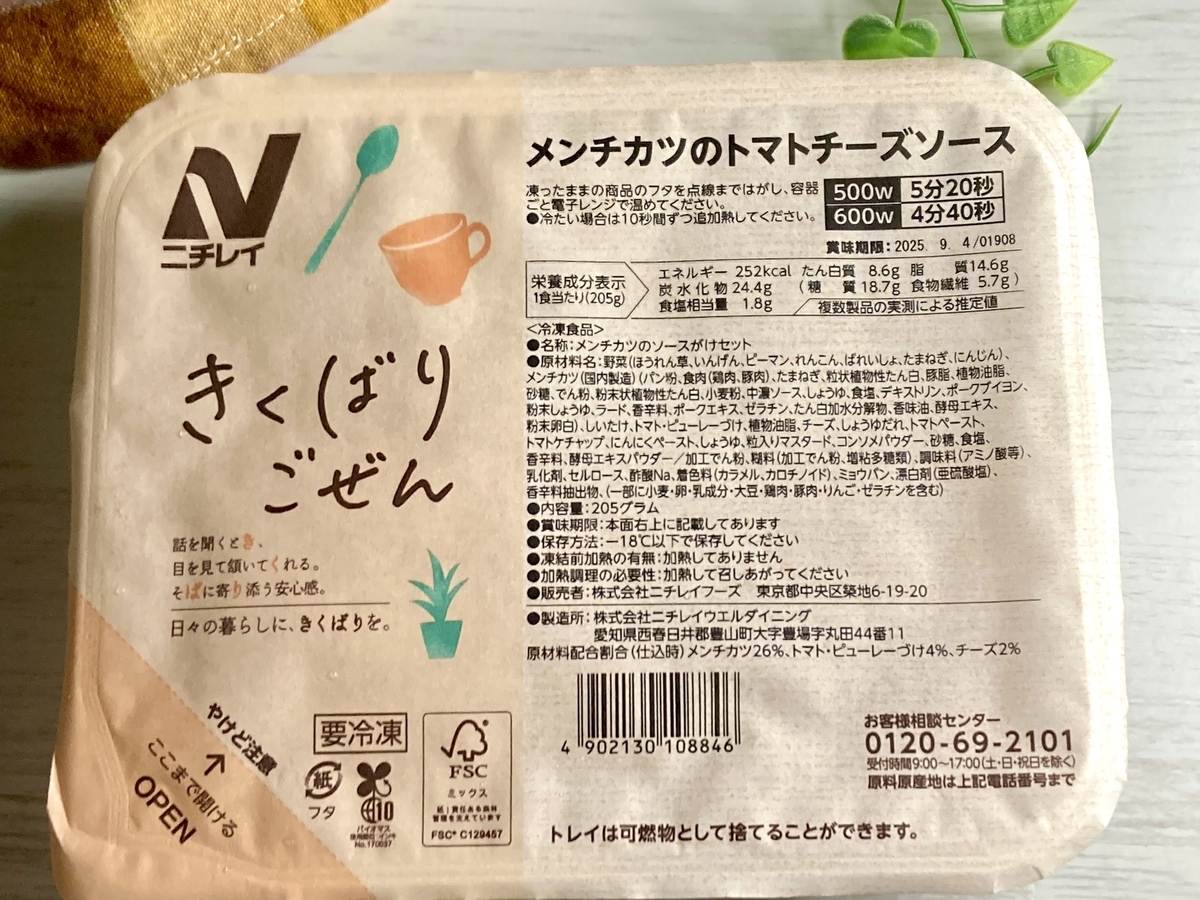 ニチレイ
きくばり
ごぜん
話を聞くとき、
目を見て頷いてくれる。
そばに寄り添う安心感。
日々の暮らしに、きくばりを。
やけど注意
ここまで開ける
OPEN
要冷凍
紙
フタ
10
バイオマス
No.170037
FSC
ミックス
紙|責任ある森林
管理を支えています
FSC® C129457
メンチカツのトマトチーズソース
凍ったままの商品のフタを点線まではがし、容器
ごと電子レンジで温めてください。
●冷たい場合は10秒間ずつ追加熱してください。
500w 5分20秒
600w 4分40秒
賞味期限:2025. 9. 4/01908
栄養成分表示
1食当たり(205g)
エネルギー 252kcal たん白質 8.6g 脂 質14.6g
炭水化物 24.4g (糖 質 18.7g 食物繊維 5.7g)
食塩相当量 1.8g 複数製品の実測による推定値
<冷凍食品>
●名称:メンチカツのソースがけセット
●原材料名:野菜(ほうれん草、いんげん、ピーマン、れんこん、ばれいしょ、たまねぎ、にんじん)、
メンチカツ(国内製造)(パン粉、食肉(鶏肉、豚肉)、たまねぎ、粒状植物性たん白、豚脂、植物油脂、
砂糖、でん粉、粉末状植物性たん白、小麦粉、中濃ソース、しょうゆ、食塩、デキストリン、ポークブイヨン、
粉末しょうゆ、ラード、香辛料、ポークエキス、ゼラチン、たん白加水分解物、香味油、酵母エキス、
粉末卵白)、しいたけ、トマト・ピューレーづけ、植物油脂、チーズ、しょうゆだれ、トマトペースト、
トマトケチャップ、にんにくペースト、しょうゆ、粒入りマスタード、コンソメパウダー、砂糖、食塩、
香辛料、酵母エキスパウダー/加工でん粉、糊料(加工でん粉、増粘多糖類)、調味料(アミノ酸等)、
乳化剤、セルロース、酢酸Na、着色料(カラメル、カロチノイド)、ミョウバン、漂白剤(亜硫酸塩)、
香辛料抽出物、(一部に小麦・卵・乳成分・大豆・鶏肉・豚肉・りんご・ゼラチンを含む)
●内容量:205グラム
●賞味期限:本面右上に記載してあります
●保存方法:－18℃以下で保存してください
●凍結前加熱の有無:加熱してありません
●加熱調理の必要性:加熱して召しあがってください
●販売者:株式会社ニチレイフーズ 東京都中央区築地6-19-20
●製造所:株式会社ニチレイウエルダイニング
愛知県西春日井郡豊山町大字豊場字丸田44番11
原材料配合割合(仕込時)メンチカツ26%、トマト・ピューレーづけ4%、チーズ2%
4 902130 108846
お客様相談センター
0120-69-2101
受付時間9:00～17:00(土・日・祝日を除く)
原料原産地は上記電話番号まで
トレイは可燃物として捨てることができます。